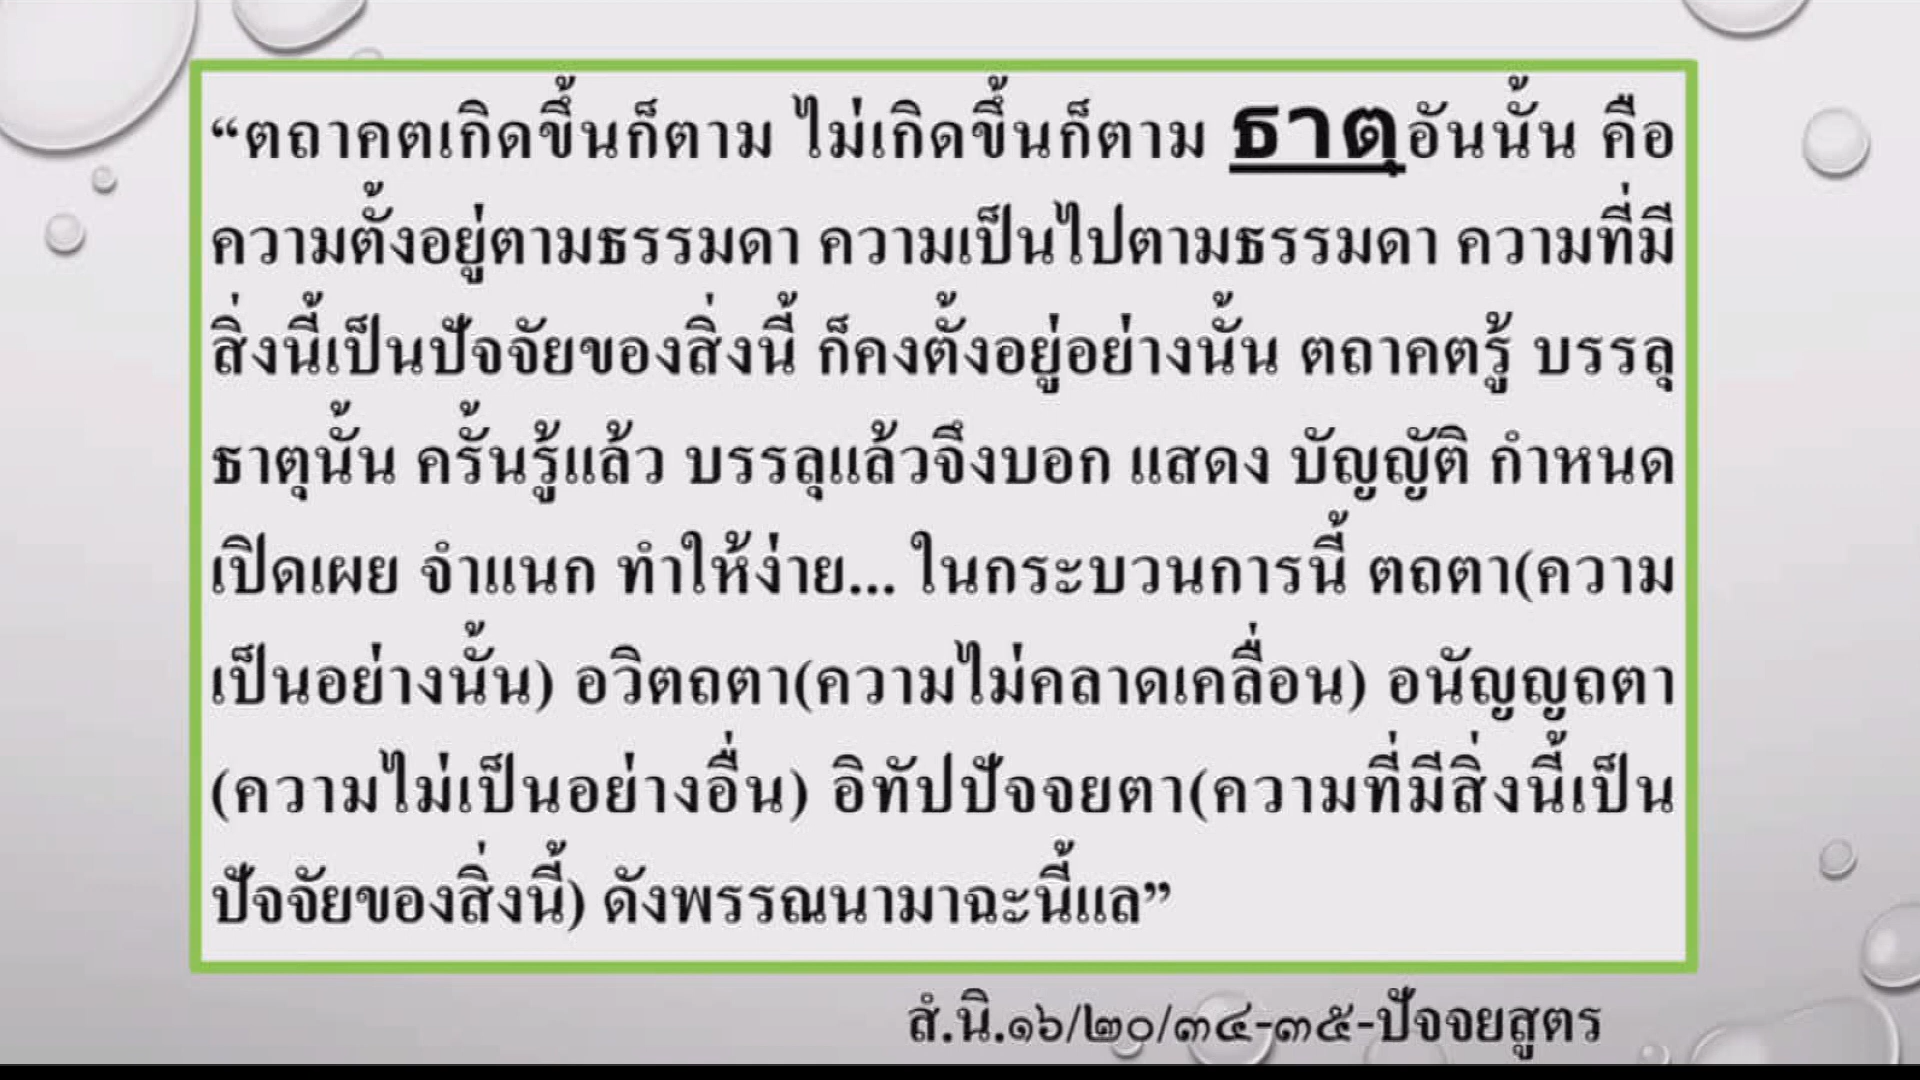 “ตถาคตเกิดขึ้นก็ตาม ไม่เกิดขึ้นก็ตาม ธาตุอันนั้น คือ
ความตั้งอยู่ตามธรรมดา ความเป็นไปตามธรรมดา ความที่มี
สิ่งนี้เป็นปัจจัยของสิ่งนี้ ก็คงตั้งอยู่อย่างนั้น ตถาคตรู้ บรรลุ
ธาตุนั้น ครั้นรู้แล้ว บรรลุแล้วจึงบอก แสดง บัญญัติ กำหนด
เปิดเผย จำแนก ทำให้ง่าย... ในกระบวนการนี้ ตถตา(ความ
เป็นอย่างนั้น) อวิตถตา(ความไม่คลาดเคลื่อน) อนัญญถตา
(ความไม่เป็นอย่างอื่น) อิทัปปัจจยตา(ความที่มีสิ่งนี้เป็น
ปัจจัยของสิ่งนี้) ดังพรรณนามาฉะนี้แล”
สํ.นิ.๑๖/๒๐/๓๔-๓๕-ปัจจยสูตร